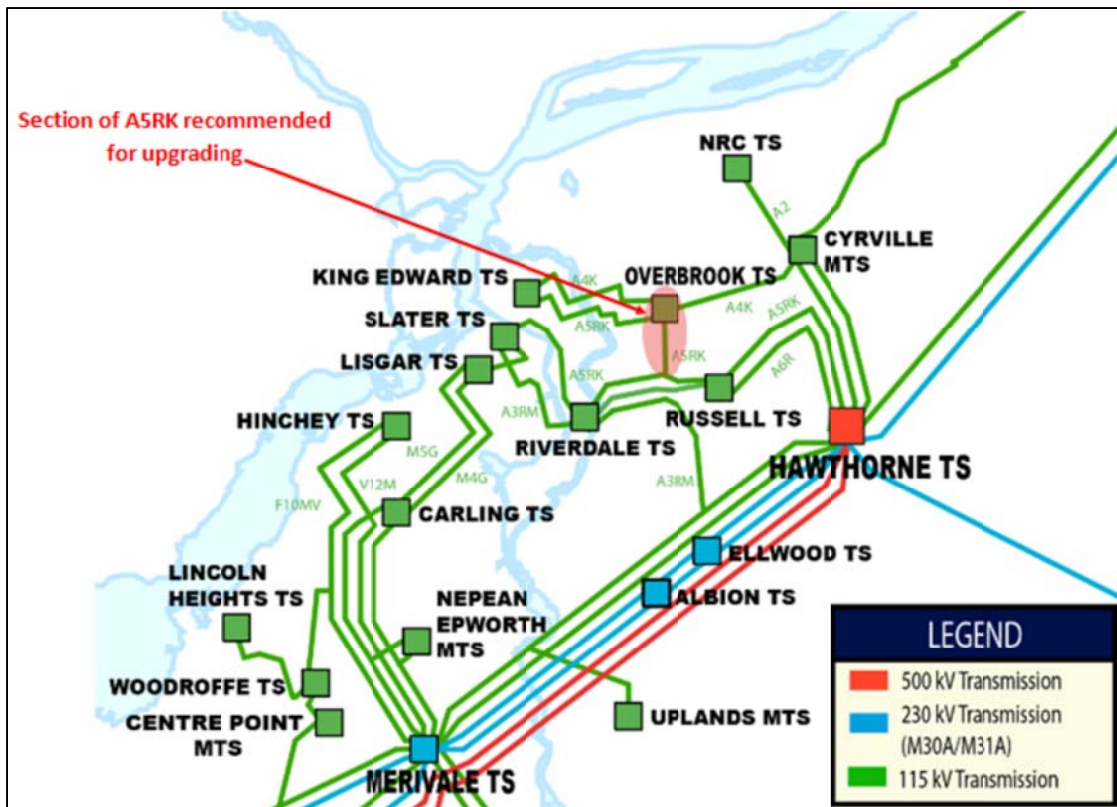 Section of A5RK recommended
for upgrading
NRC TS
A2
CYRVILLE
MTS
KING EDWARD TS
A4K
OVERBROOK TS
A4K
A5RK
SLATER TS
A5RK
A5RK
LISGAR TS
A5RK
A6R
HINCHEY TS
A3RM
RUSSELL TS
RIVERDALE TS
M5G
HAWTHORNE TS
V12M
M4G
F10MV
CARLING TS
ELLWOOD TS
LINCOLN
HEIGHTS TS
NEPEAN
EPWORTH
MTS
ALBION TS
WOODROFFE TS
CENTRE POINT
MTS
UPLANDS MTS
MERIVALE TS
LEGEND
500 kV Transmission
230 kV Transmission
(M30A/M31A)
115 kV Transmission